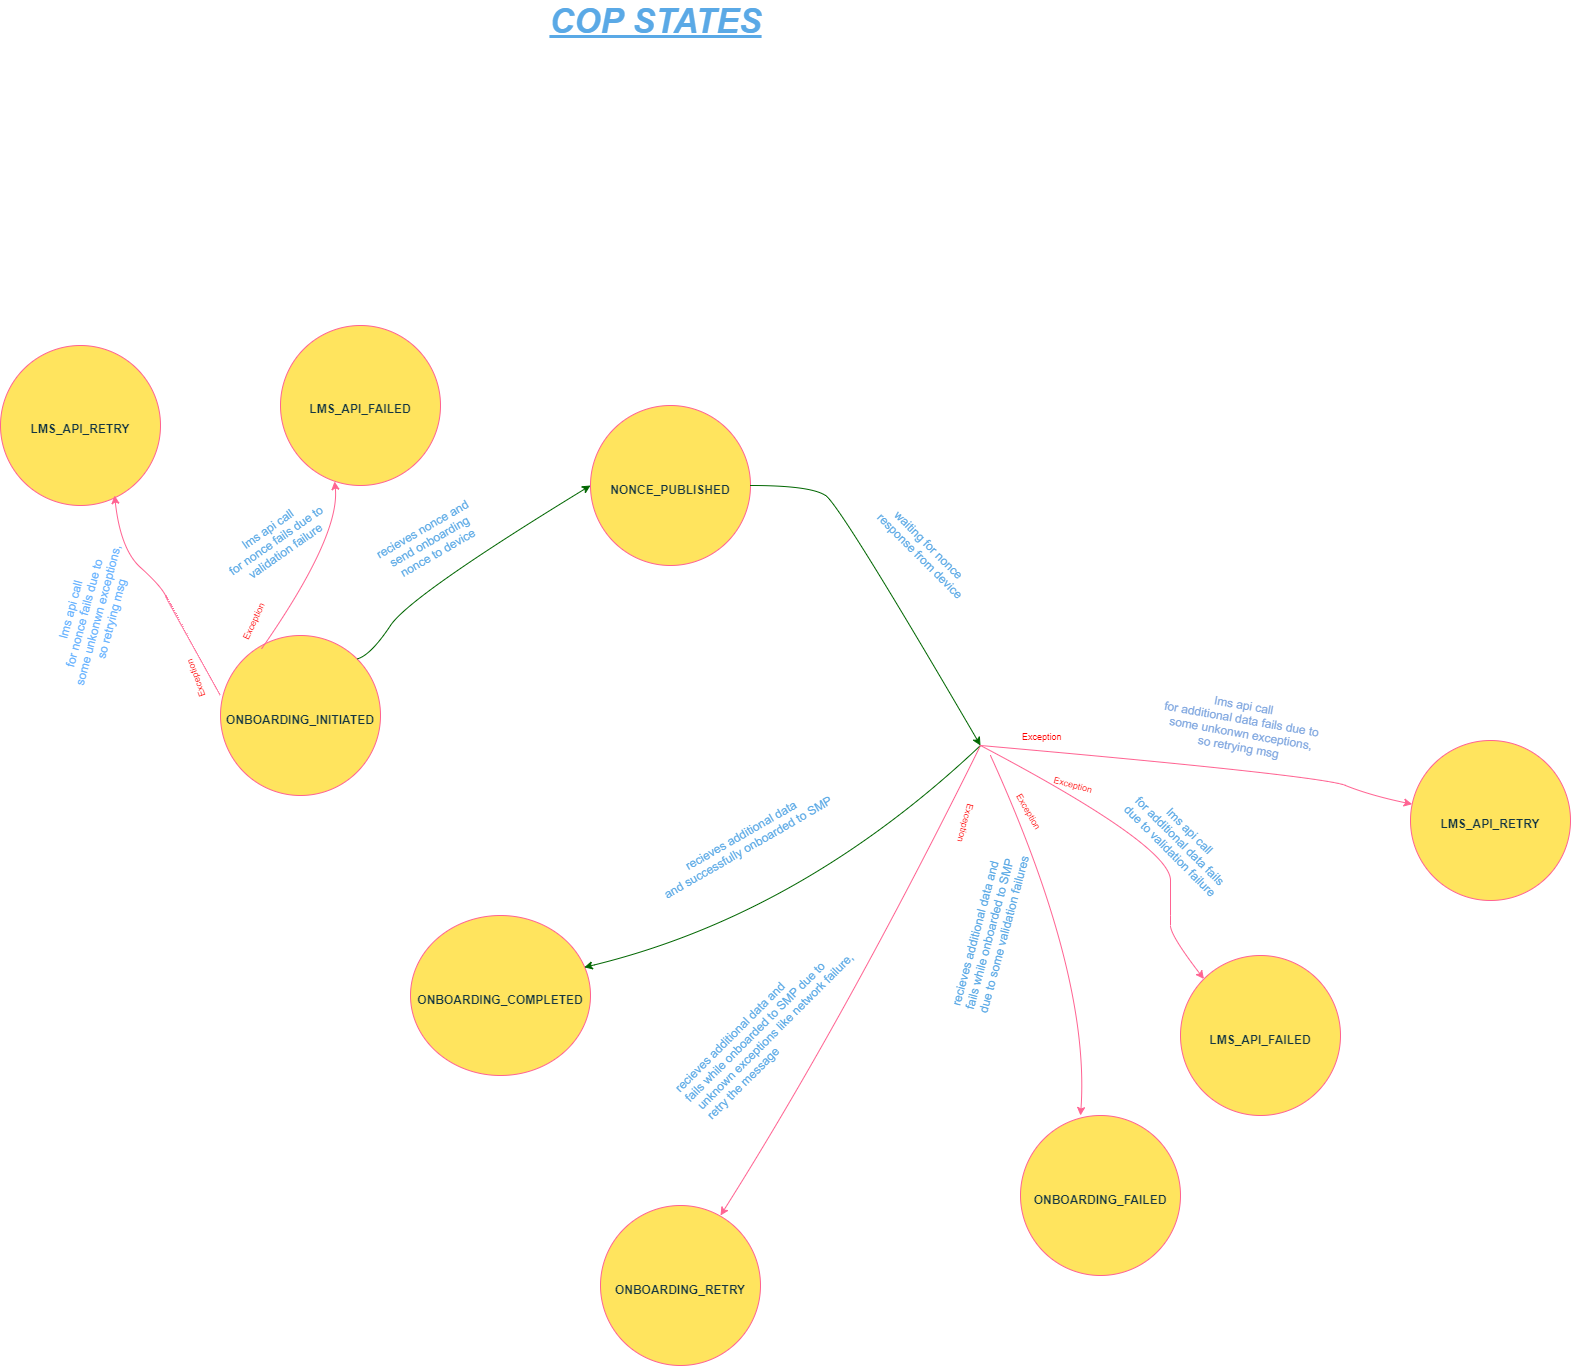 COP STATES
LMS_API_RETRY
LMS_API_FAILED
NONCE_PUBLISHED
lms api call
for nonce fails due to
some unkonwn exceptions,
so retrying msg
lms api call
for nonce fails due to
validation failure
recieves nonce and
send onboarding
nonce to device
waiting for nonce
response from device
Exception
Exception
ONBOARDING_INITIATED
Exception
lms api call
for additional data fails due to
some unkonwn exceptions,
so retrying msg
LMS_API_RETRY
Exception
lms api call
for additional data fails
due to validation failure
Exception
Exception
recieves additional data
and successfully onboarded to SMP
recieves additional data and
fails while onboarded to SMP
due to some validation failures
ONBOARDING_COMPLETED
recieves additional data and
fails while onboarded to SMP due to
unknown exceptions like network failure,
retry the message
LMS_API_FAILED
ONBOARDING_FAILED
ONBOARDING_RETRY